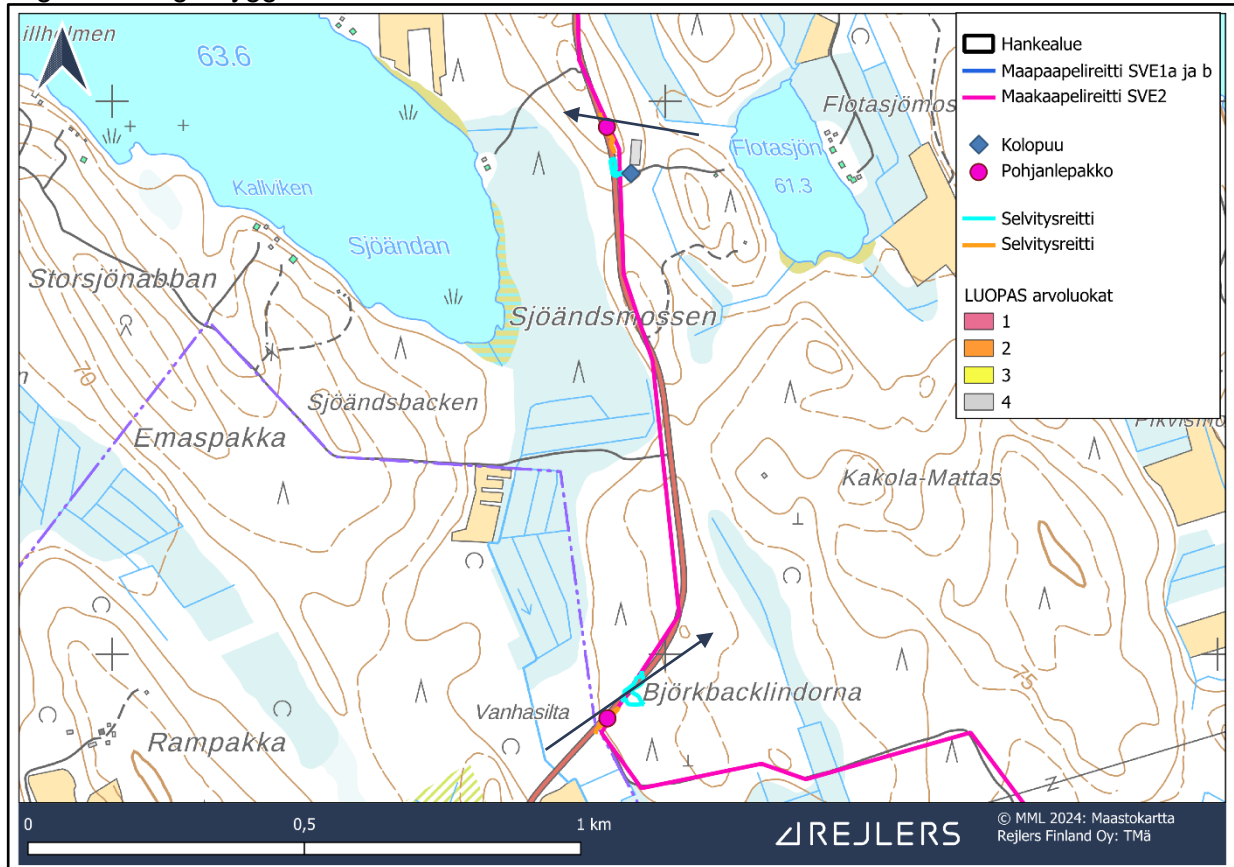 illholmen
63.6
Hankealue
Maapaapelireitti SVE1a ja b
Maakaapelireitti SVE2
Kolopuu
Pohjanlepakko
Selvitysreitti
Selvitysreitti
LUOPAS arvoluokat
1
2
3
4
Flotasjömos
Flotasjön
61.3
Kallviken
Sjöändan
Storsjönabban
Sjöändsmossen
n
70
Sjöändsbacken
Emaspakka
Kakola-Mattas
75
Björkbacklindorna
Vanhasilta
Rampakka
Z
0
0,5
1 km
REJLERS
© MML 2024: Maastokartta
Rejlers Finland Oy: TMä